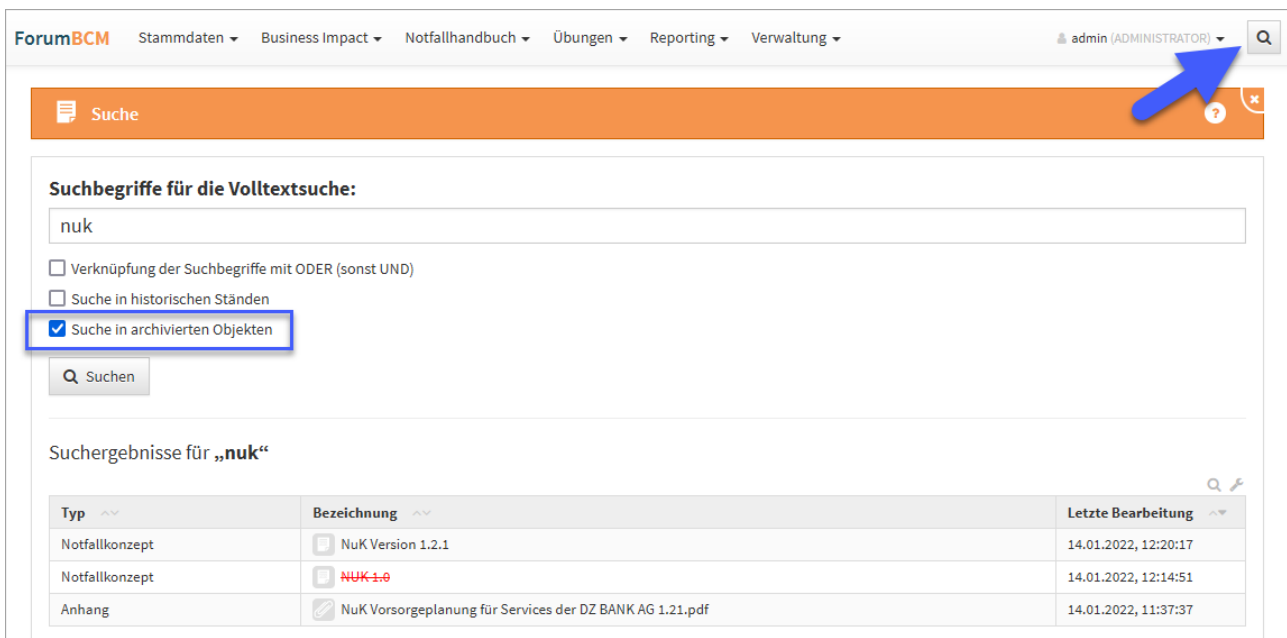 ForumBCM Stammdaten Business Impact Notfallhandbuch Übungen Reporting Verwaltung admin (ADMINISTRATOR)
Suche ?
Suchbegriffe für die Volltextsuche:
nuk
Verknüpfung der Suchbegriffe mit ODER (sonst UND)
Suche in historischen Ständen
Suche in archivierten Objekten
Suchen
Suchergebnisse für „nuk“
Typ Bezeichnung Letzte Bearbeitung
Notfallkonzept NuK Version 1.2.1 14.01.2022, 12:20:17
Notfallkonzept NUK 1.0 14.01.2022, 12:14:51
Anhang NuK Vorsorgeplanung für Services der DZ BANK AG 1.21.pdf 14.01.2022, 11:37:37